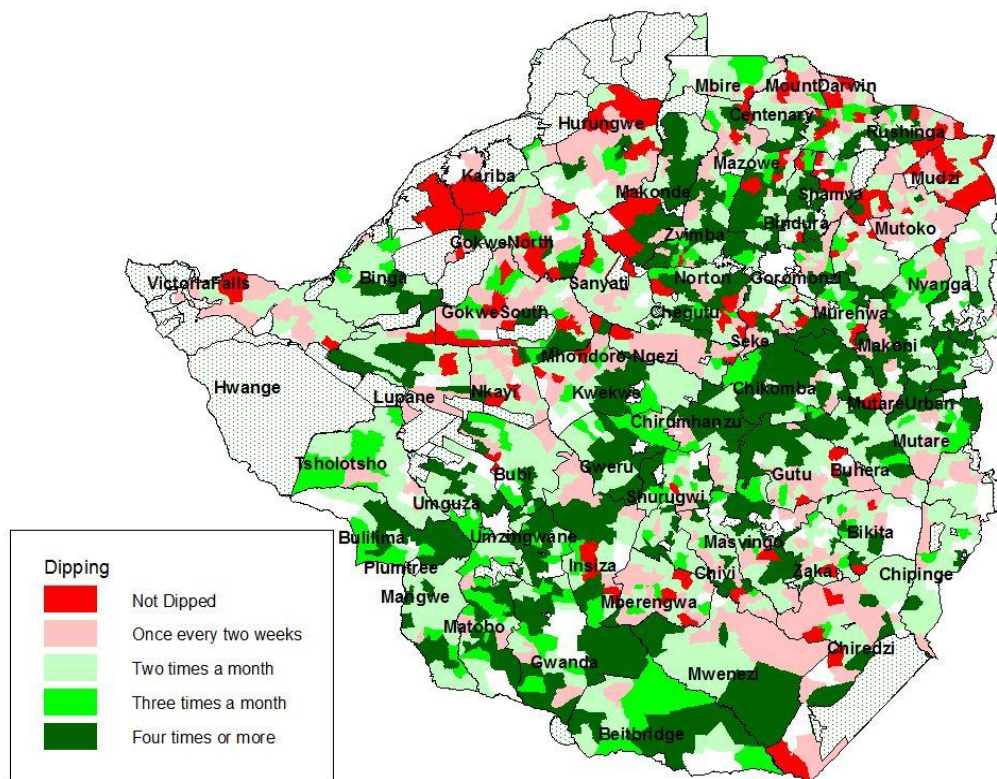 Mbire
MountDarwin
Centenary
Hurungwe
Rushinga
Mazowe
Kariba
Mudzi
Makonde
Shamva
Bindura
Mutoko
Zvimba
GokweNorth
VictoriaFalls
Binga
Sanyati
Norton
Goromonzi
Nyanga
GokweSouth
Chegutu
Murehwa
Seke
Makoni
Mhondoro-Ngezi
Hwange
Lupane
Nkayi
Kwekwe
Chikomba
MutareUrban
Chirumhanzu
Mutare
Tsholotsho
Bubi
Gweru
Gutu
Buhera
Umguza
Shurugwi
Bulilima
Umzingwane
Masvingo
Bikita
Plumtree
Insiza
Chivi
Zaka
Chipinge
Mangwe
Mberengwa
Matobo
Gwanda
Mwenezi
Chiredzi
Beitbridge
Dipping
Not Dipped
Once every two weeks
Two times a month
Three times a month
Four times or more